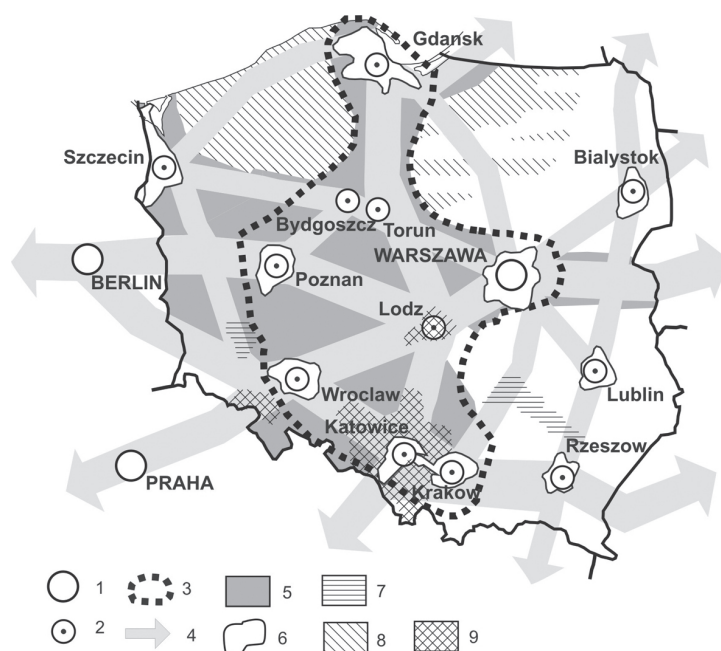 Gdansk
Szczecin
Bialystok
Bydgoszcz
Torun
WARSZAWA
BERLIN
Poznan
Lodz
Wroclaw
Lublin
Katowice
Rzeszow
PRAHA
Krakow
1
3
5
7
2
4
6
8
9